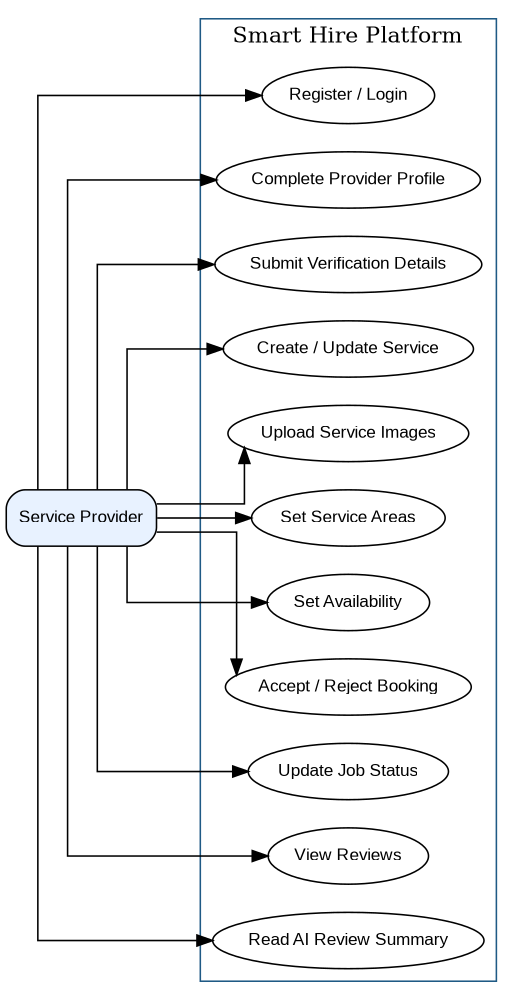 Smart Hire Platform
Register / Login
Complete Provider Profile
Submit Verification Details
Create / Update Service
Upload Service Images
Service Provider
Set Service Areas
Set Availability
Accept / Reject Booking
Update Job Status
View Reviews
Read AI Review Summary